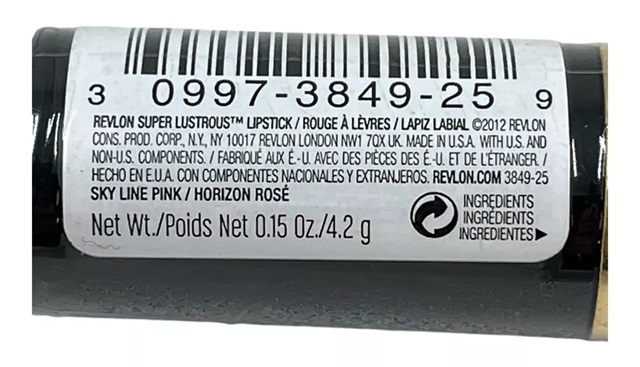 3 0997-3849-25 9
REVLON SUPER LUSTROUS™ LIPSTICK / ROUGE À LÈVRES / LAPIZ LABIAL ©2012 REVLON
CONS. PROD. CORP., N.Y., NY 10017 REVLON LONDON NW1 7QX UK. MADE IN U.S.A. WITH U.S. AND
NON-U.S. COMPONENTS. / FABRIQUÉ AUX É.-U. AVEC DES PIÈCES DES É.-U. ET DE L'ÉTRANGER. /
HECHO EN E.U.A. CON COMPONENTES NACIONALES Y EXTRANJEROS. REVLON.COM 3849-25
SKY LINE PINK / HORIZON ROSÉ
Net Wt./Poids Net 0.15 Oz./4.2 g
INGREDIENTS
INGRÉDIENTS
INGREDIENTES▶